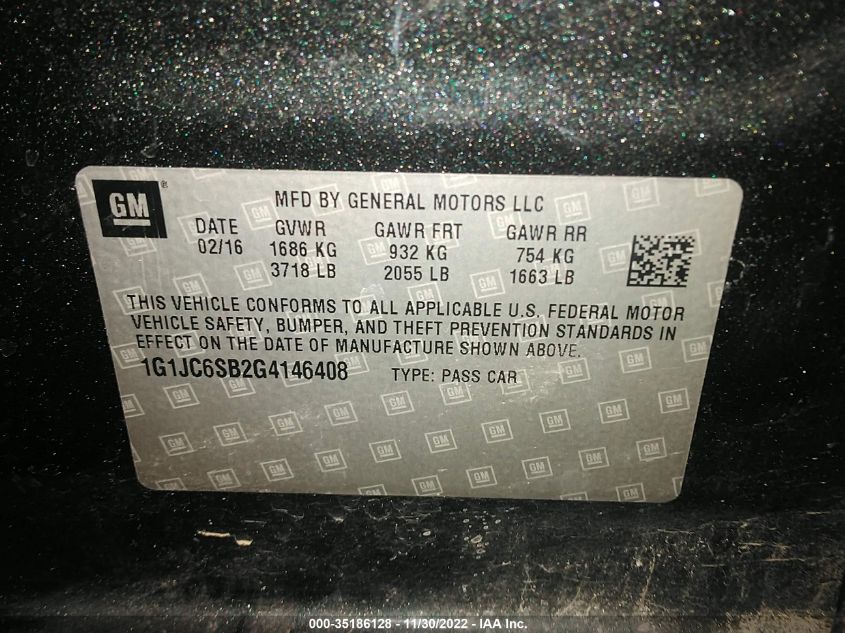 GM ®
MFD BY GENERAL MOTORS LLC
DATE GVWR GAWR FRT GAWR RR
02/16 1686 KG 932 KG 754 KG
3718 LB 2055 LB 1663 LB
THIS VEHICLE CONFORMS TO ALL APPLICABLE U.S. FEDERAL MOTOR
VEHICLE SAFETY, BUMPER, AND THEFT PREVENTION STANDARDS IN
EFFECT ON THE DATE OF MANUFACTURE SHOWN ABOVE.
1G1JC6SB2G4146408 TYPE: PASS CAR
000-35186128 - 11/30/2022 - IAA Inc.